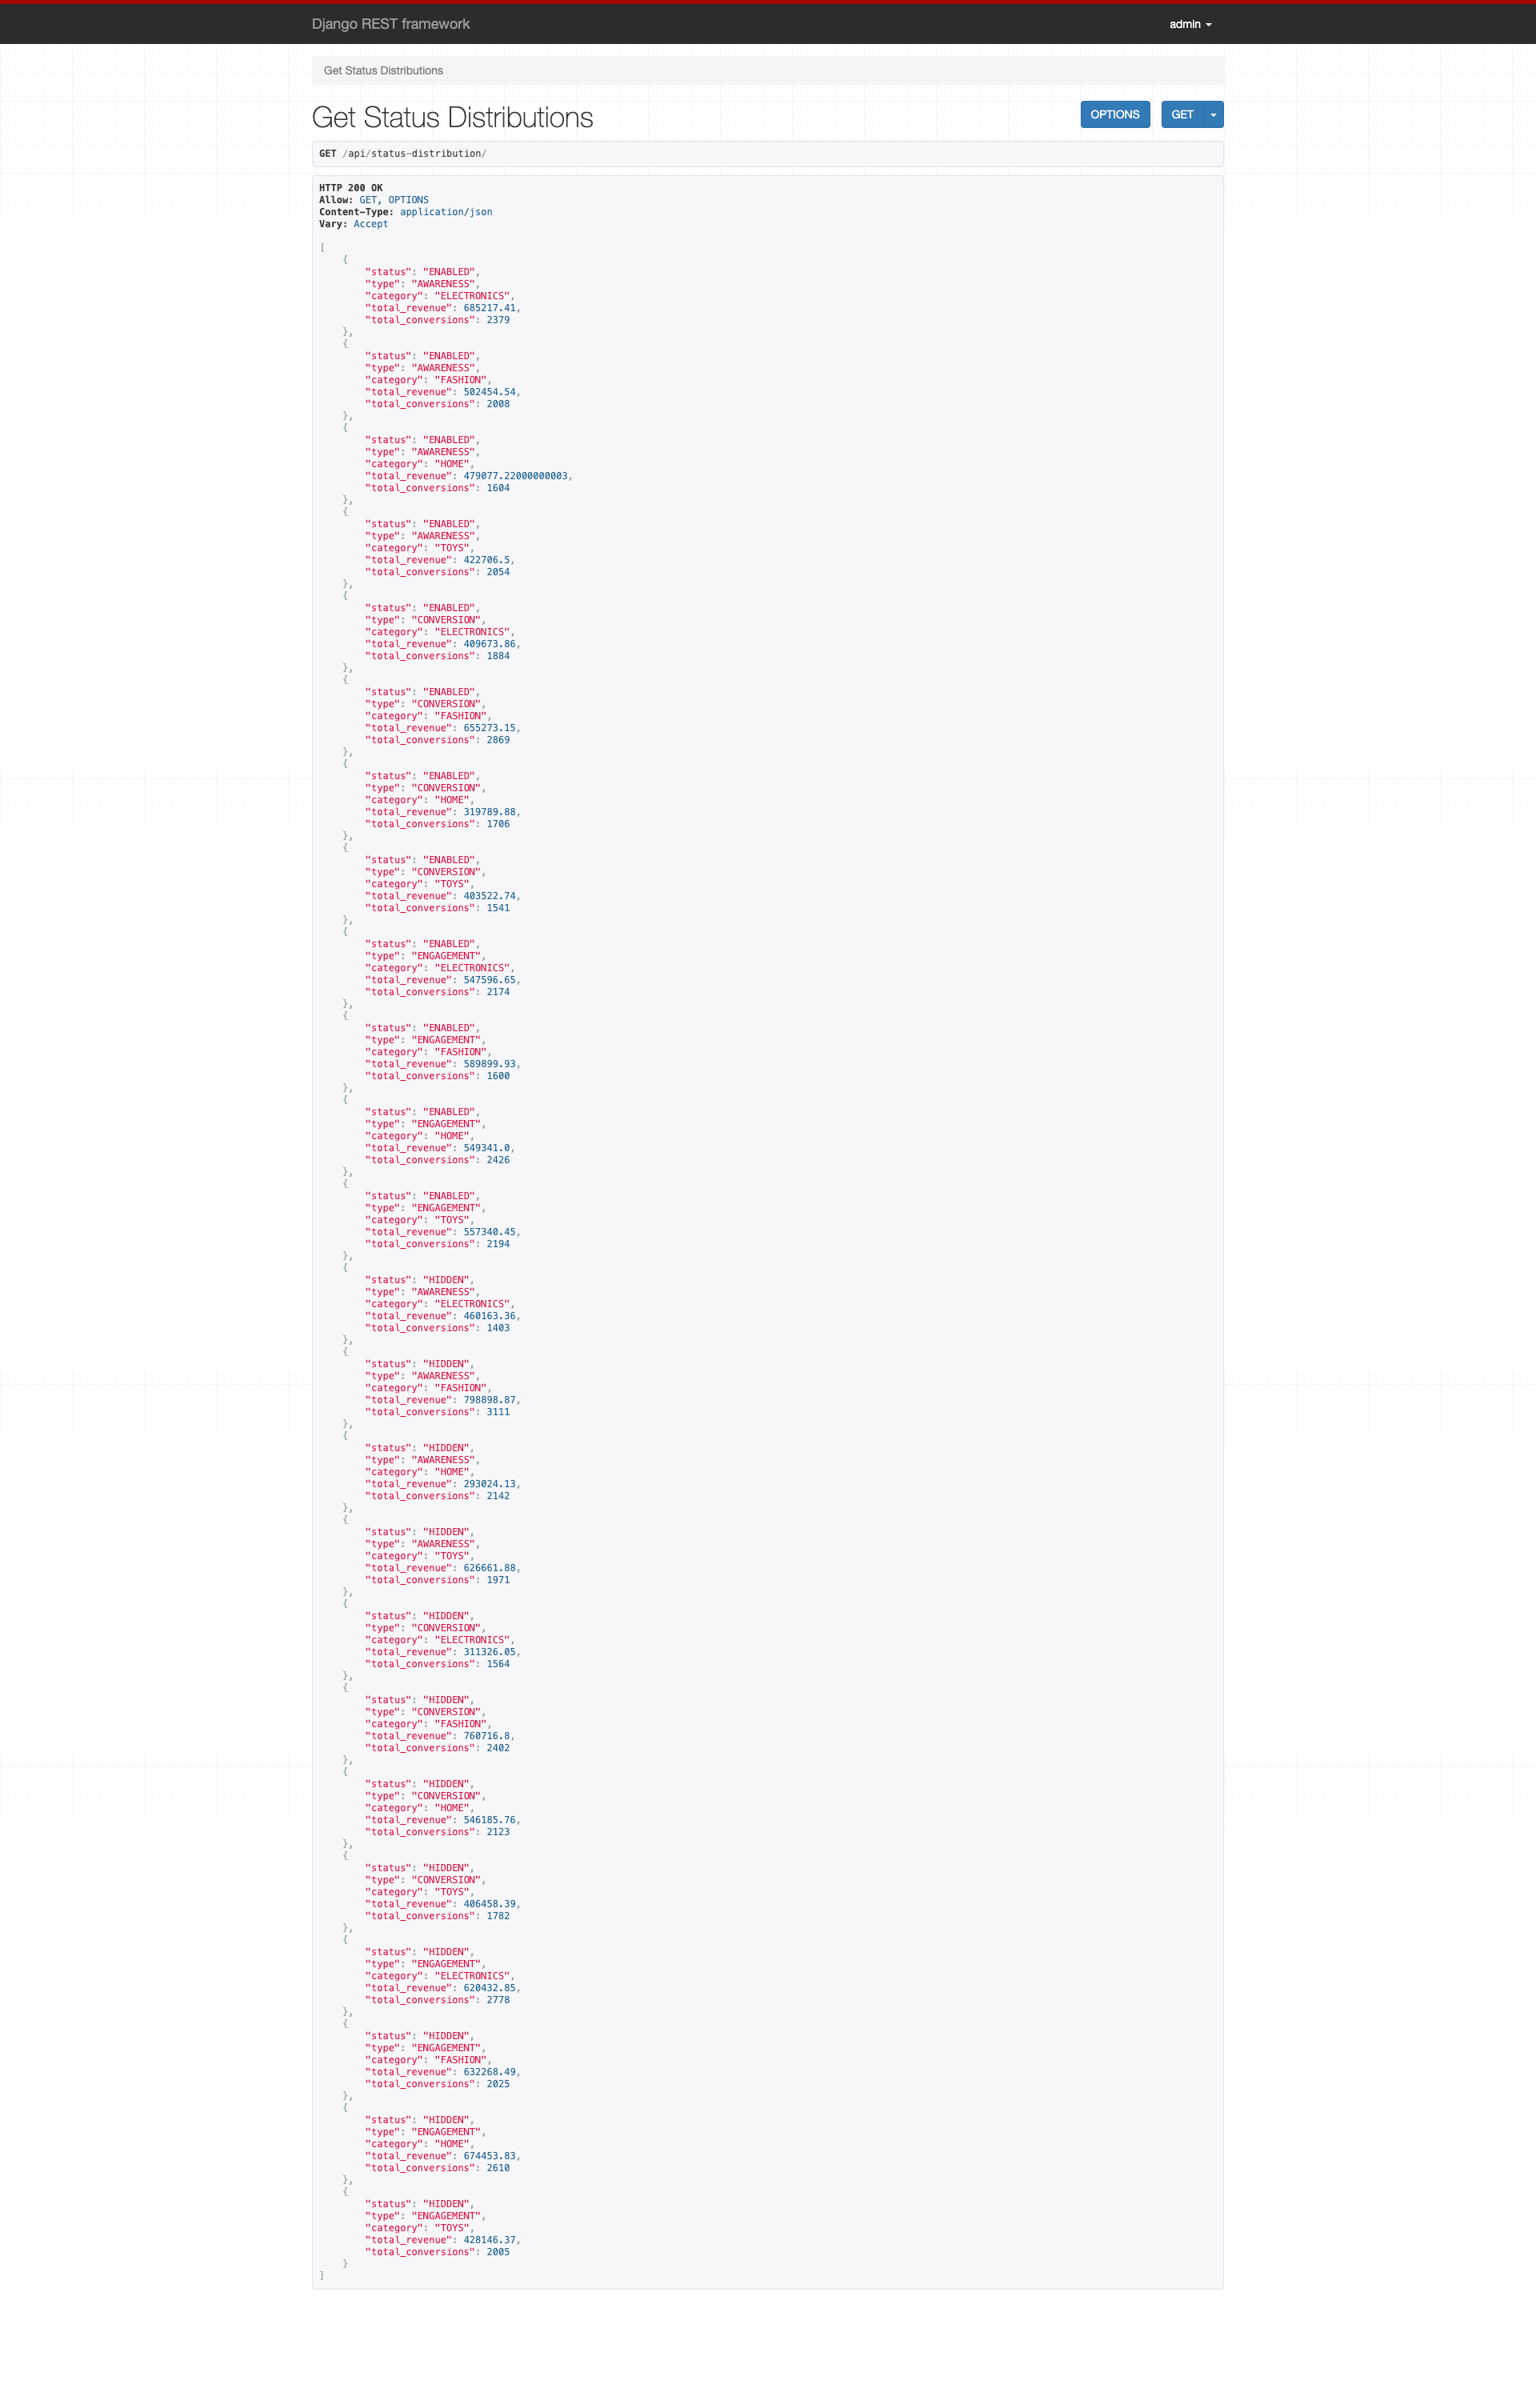 Django REST framework
admin
Get Status Distributions
Get Status Distributions
OPTIONS
GET
GET /api/status-distribution/
HTTP 200 OK
Allow: GET, OPTIONS
Content-Type: application/json
Vary: Accept
[
{
"status": "ENABLED",
"type": "AWARENESS",
"category": "ELECTRONICS",
"total_revenue": 685217.41,
"total_conversions": 2379
},
{
"status": "ENABLED",
"type": "AWARENESS",
"category": "FASHION",
"total_revenue": 502454.54,
"total_conversions": 2008
},
{
"status": "ENABLED",
"type": "AWARENESS",
"category": "HOME",
"total_revenue": 479077.22000000003,
"total_conversions": 1604
},
{
"status": "ENABLED",
"type": "AWARENESS",
"category": "TOYS",
"total_revenue": 422706.5,
"total_conversions": 2054
},
{
"status": "ENABLED",
"type": "CONVERSION",
"category": "ELECTRONICS",
"total_revenue": 409673.86,
"total_conversions": 1884
},
{
"status": "ENABLED",
"type": "CONVERSION",
"category": "FASHION",
"total_revenue": 655273.15,
"total_conversions": 2869
},
{
"status": "ENABLED",
"type": "CONVERSION",
"category": "HOME",
"total_revenue": 319789.88,
"total_conversions": 1706
},
{
"status": "ENABLED",
"type": "CONVERSION",
"category": "TOYS",
"total_revenue": 403522.74,
"total_conversions": 1541
},
{
"status": "ENABLED",
"type": "ENGAGEMENT",
"category": "ELECTRONICS",
"total_revenue": 547596.65,
"total_conversions": 2174
},
{
"status": "ENABLED",
"type": "ENGAGEMENT",
"category": "FASHION",
"total_revenue": 589899.93,
"total_conversions": 1600
},
{
"status": "ENABLED",
"type": "ENGAGEMENT",
"category": "HOME",
"total_revenue": 549341.0,
"total_conversions": 2426
},
{
"status": "ENABLED",
"type": "ENGAGEMENT",
"category": "TOYS",
"total_revenue": 557340.45,
"total_conversions": 2194
},
{
"status": "HIDDEN",
"type": "AWARENESS",
"category": "ELECTRONICS",
"total_revenue": 460163.36,
"total_conversions": 1403
},
{
"status": "HIDDEN",
"type": "AWARENESS",
"category": "FASHION",
"total_revenue": 798898.87,
"total_conversions": 3111
},
{
"status": "HIDDEN",
"type": "AWARENESS",
"category": "HOME",
"total_revenue": 293024.13,
"total_conversions": 2142
},
{
"status": "HIDDEN",
"type": "AWARENESS",
"category": "TOYS",
"total_revenue": 626661.88,
"total_conversions": 1971
},
{
"status": "HIDDEN",
"type": "CONVERSION",
"category": "ELECTRONICS",
"total_revenue": 311326.05,
"total_conversions": 1564
},
{
"status": "HIDDEN",
"type": "CONVERSION",
"category": "FASHION",
"total_revenue": 760716.8,
"total_conversions": 2402
},
{
"status": "HIDDEN",
"type": "CONVERSION",
"category": "HOME",
"total_revenue": 546185.76,
"total_conversions": 2123
},
{
"status": "HIDDEN",
"type": "CONVERSION",
"category": "TOYS",
"total_revenue": 406458.39,
"total_conversions": 1782
},
{
"status": "HIDDEN",
"type": "ENGAGEMENT",
"category": "ELECTRONICS",
"total_revenue": 620432.85,
"total_conversions": 2778
},
{
"status": "HIDDEN",
"type": "ENGAGEMENT",
"category": "FASHION",
"total_revenue": 632268.49,
"total_conversions": 2025
},
{
"status": "HIDDEN",
"type": "ENGAGEMENT",
"category": "HOME",
"total_revenue": 674453.83,
"total_conversions": 2610
},
{
"status": "HIDDEN",
"type": "ENGAGEMENT",
"category": "TOYS",
"total_revenue": 428146.37,
"total_conversions": 2005
}
]